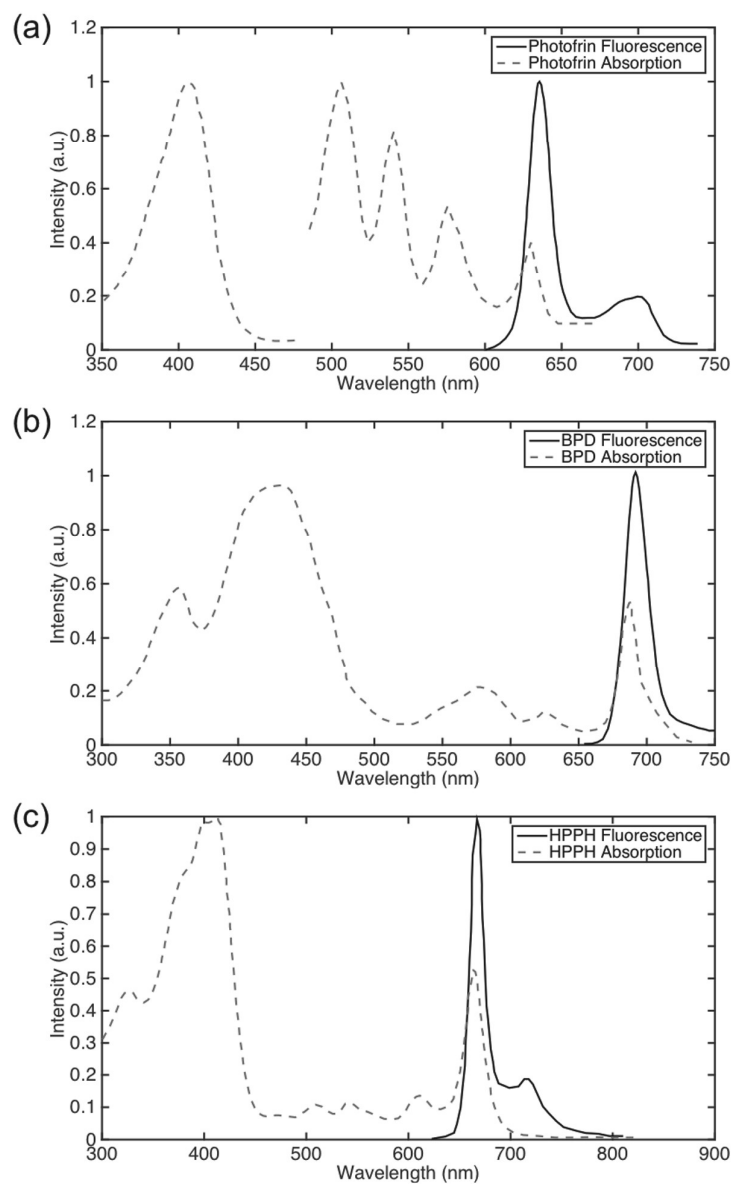 (a)
1.2
1
0.8
0.6
0.4
0.2
0
Intensity (a.u.)
Photofrin Fluorescence
Photofrin Absorption
350 400 450 500 550 600 650 700 750
Wavelength (nm)
(b)
1.2
1
0.8
0.6
0.4
0.2
0
Intensity (a.u.)
BPD Fluorescence
BPD Absorption
300 350 400 450 500 550 600 650 700 750
Wavelength (nm)
(c)
1
0.9
0.8
0.7
0.6
0.5
0.4
0.3
0.2
0.1
0
Intensity (a.u.)
HPPH Fluorescence
HPPH Absorption
300 400 500 600 700 800 900
Wavelength (nm)